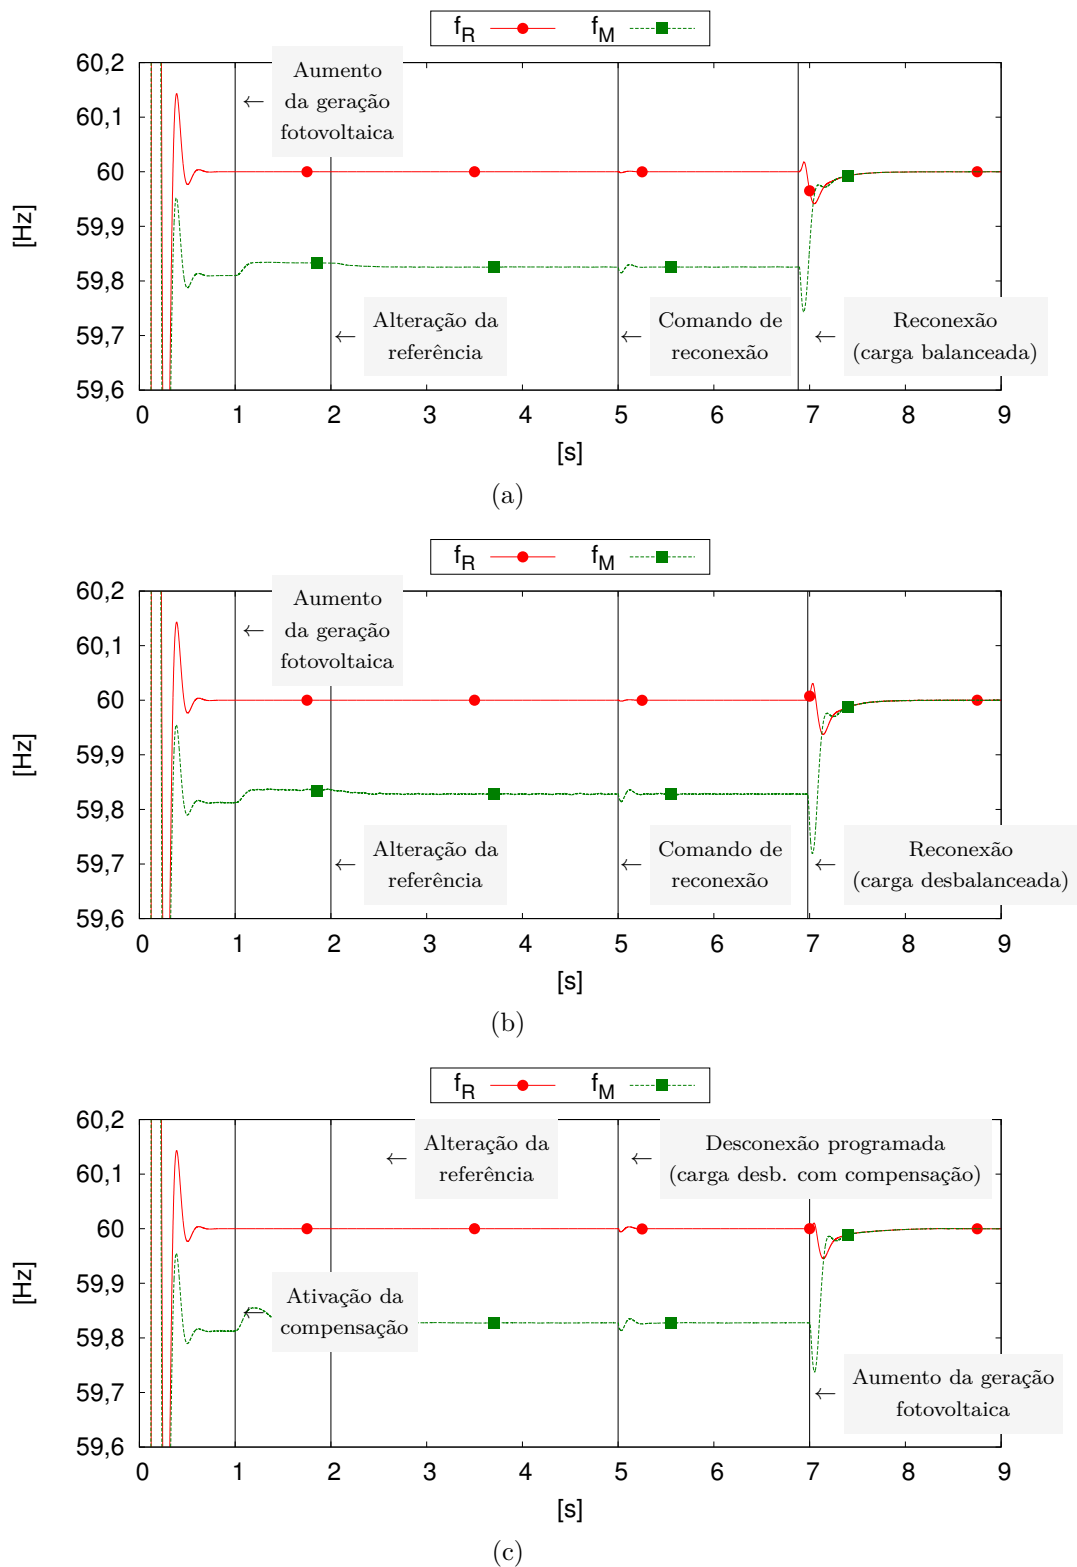 f_R f_M
60,2
60,1
60
59,9
59,8
59,7
59,6
[Hz]
Aumento
da geração
fotovoltaica
←
← Alteração da
referência
← Comando de
reconexão
← Reconexão
(carga balanceada)
0 1 2 3 4 5 6 7 8 9
[s]
(a)
f_R f_M
60,2
60,1
60
59,9
59,8
59,7
59,6
[Hz]
Aumento
← da geração
fotovoltaica
← Alteração da
referência
← Comando de
reconexão
← Reconexão
(carga desbalanceada)
0 1 2 3 4 5 6 7 8 9
[s]
(b)
f_R f_M
60,2
60,1
60
59,9
59,8
59,7
59,6
[Hz]
← Alteração da
referência
← Desconexão programada
(carga desb. com compensação)
← Ativação da
compensação
← Aumento da geração
fotovoltaica
0 1 2 3 4 5 6 7 8 9
[s]
(c)